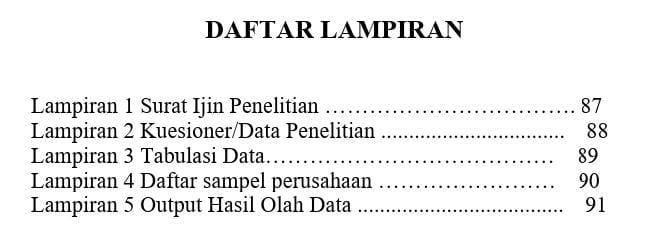 DAFTAR LAMPIRAN
Lampiran 1 Surat Ijin Penelitian ………………………………. 87
Lampiran 2 Kuesioner/Data Penelitian ................................. 88
Lampiran 3 Tabulasi Data………………………………… 89
Lampiran 4 Daftar sampel perusahaan ……………………. 90
Lampiran 5 Output Hasil Olah Data ..................................... 91